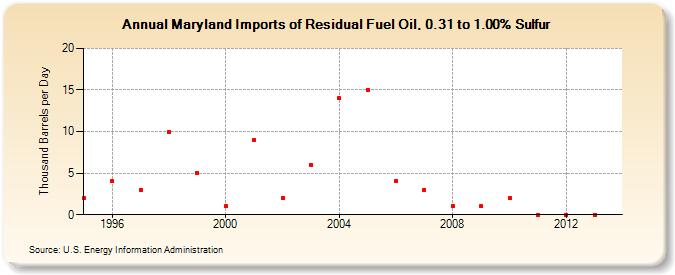 Annual Maryland Imports of Residual Fuel Oil, 0.31 to 1.00% Sulfur
Thousand Barrels per Day
20
15
10
5
0
1996 2000 2004 2008 2012
Source: U.S. Energy Information Administration